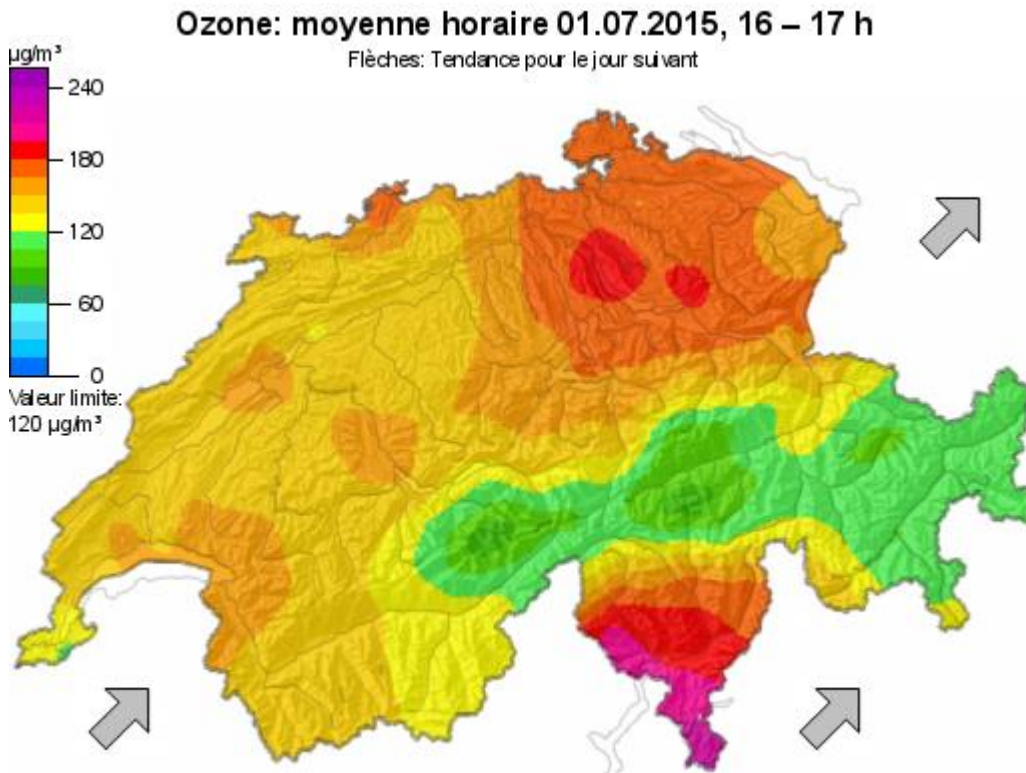 Ozone: moyenne horaire 01.07.2015, 16 – 17 h
Flèches: Tendance pour le jour suivant
µg/m³
240
180
120
60
0
Valeur limite:
120 µg/m³